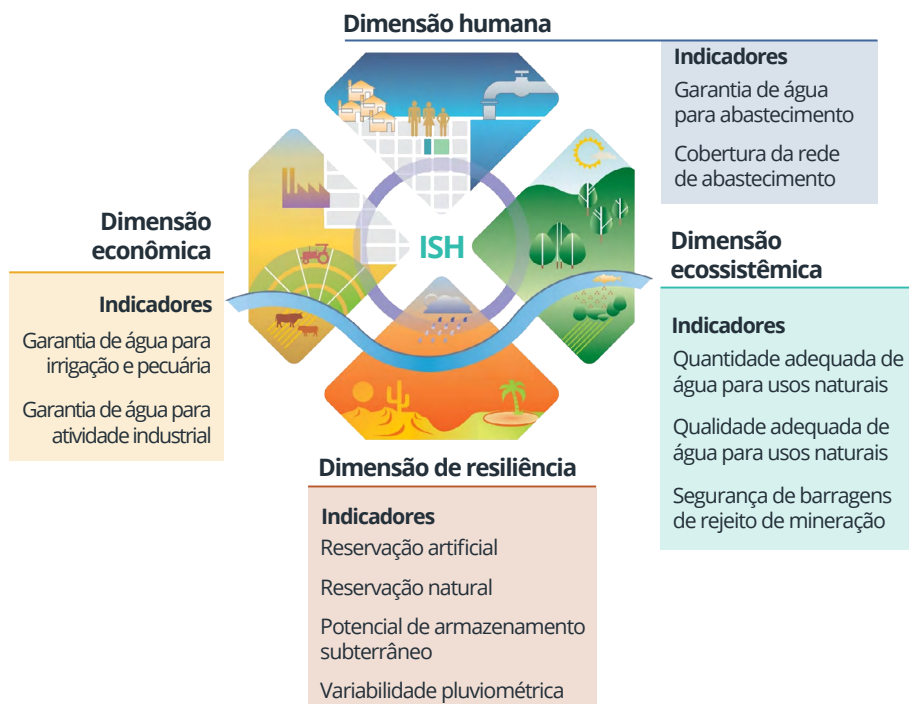 Dimensão humana
Indicadores
Garantia de água
para abastecimento
Cobertura da rede
de abastecimento
ISH
Dimensão
econômica
Indicadores
Garantia de água para
irrigação e pecuária
Garantia de água para
atividade industrial
Dimensão
ecossistêmica
Indicadores
Quantidade adequada de
água para usos naturais
Qualidade adequada de
água para usos naturais
Segurança de barragens
de rejeito de mineração
Dimensão de resiliência
Indicadores
Reservação artificial
Reservação natural
Potencial de armazenamento
subterrâneo
Variabilidade pluviométrica